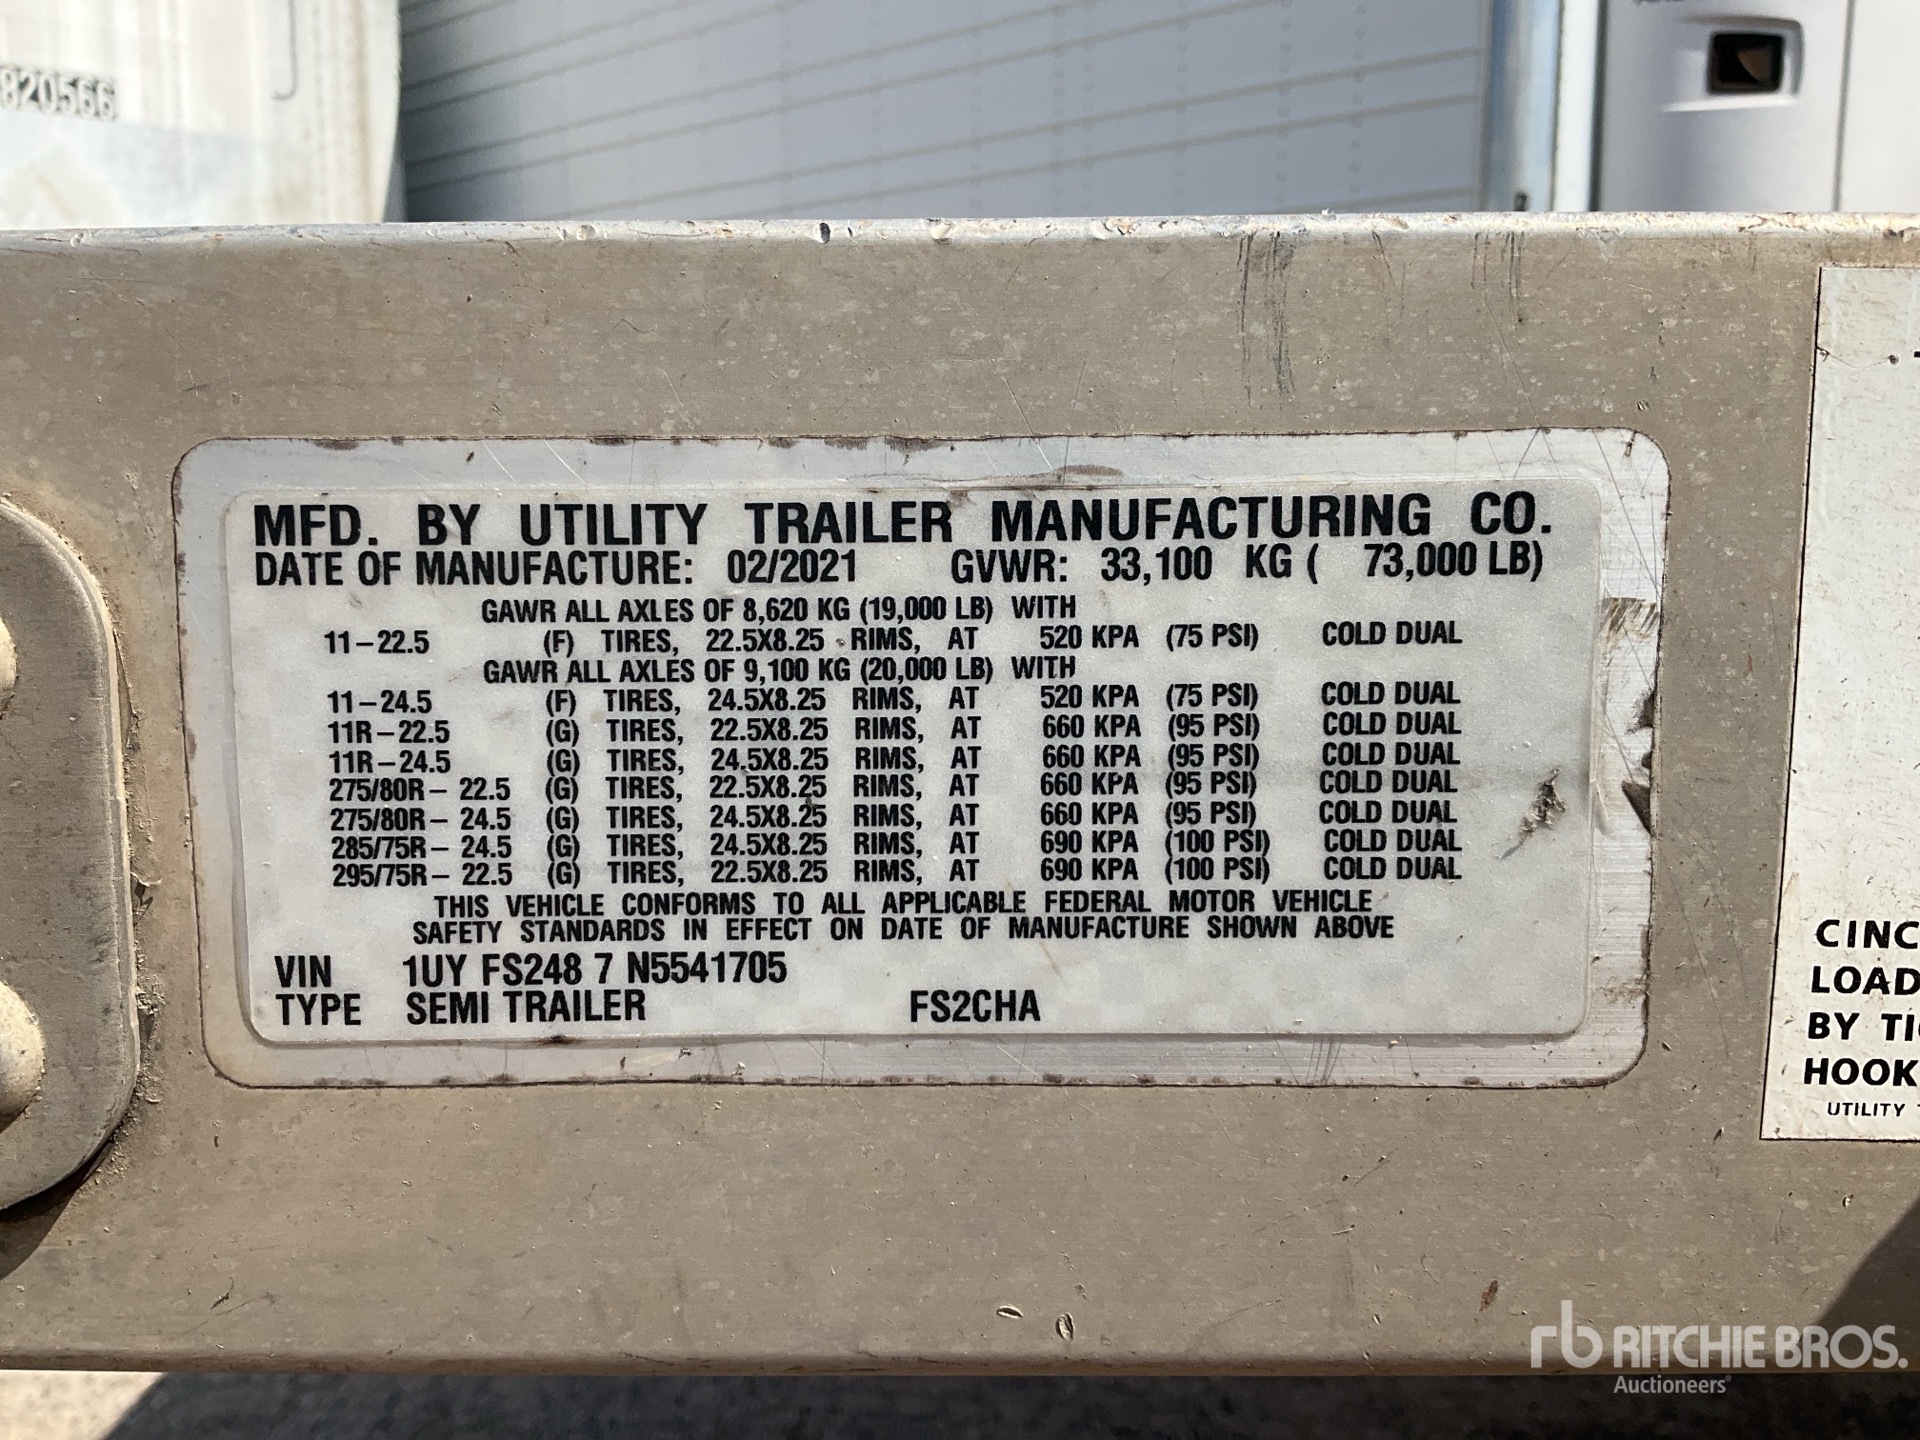 820566
MFD. BY UTILITY TRAILER MANUFACTURING CO.
DATE OF MANUFACTURE: 02/2021 GVWR: 33,100 KG ( 73,000 LB)
GAWR ALL AXLES OF 8,620 KG (19,000 LB) WITH
11-22.5 (F) TIRES, 22.5X8.25 RIMS, AT 520 KPA (75 PSI) COLD DUAL
GAWR ALL AXLES OF 9,100 KG (20,000 LB) WITH
11-24.5 (F) TIRES, 24.5X8.25 RIMS, AT 520 KPA (75 PSI) COLD DUAL
11R-22.5 (G) TIRES, 22.5X8.25 RIMS, AT 660 KPA (95 PSI) COLD DUAL
11R-24.5 (G) TIRES, 24.5X8.25 RIMS, AT 660 KPA (95 PSI) COLD DUAL
275/80R- 22.5 (G) TIRES, 22.5X8.25 RIMS, AT 660 KPA (95 PSI) COLD DUAL
275/80R- 24.5 (G) TIRES, 24.5X8.25 RIMS, AT 660 KPA (95 PSI) COLD DUAL
285/75R- 24.5 (G) TIRES, 24.5X8.25 RIMS, AT 690 KPA (100 PSI) COLD DUAL
295/75R- 22.5 (G) TIRES, 22.5X8.25 RIMS, AT 690 KPA (100 PSI) COLD DUAL
THIS VEHICLE CONFORMS TO ALL APPLICABLE FEDERAL MOTOR VEHICLE
SAFETY STANDARDS IN EFFECT ON DATE OF MANUFACTURE SHOWN ABOVE
VIN 1UY FS248 7 N5541705
TYPE SEMI TRAILER FS2CHA
CINC
LOAD
BY TI
HOOK
UTILITY
rb RITCHIE BROS.
Auctioneers